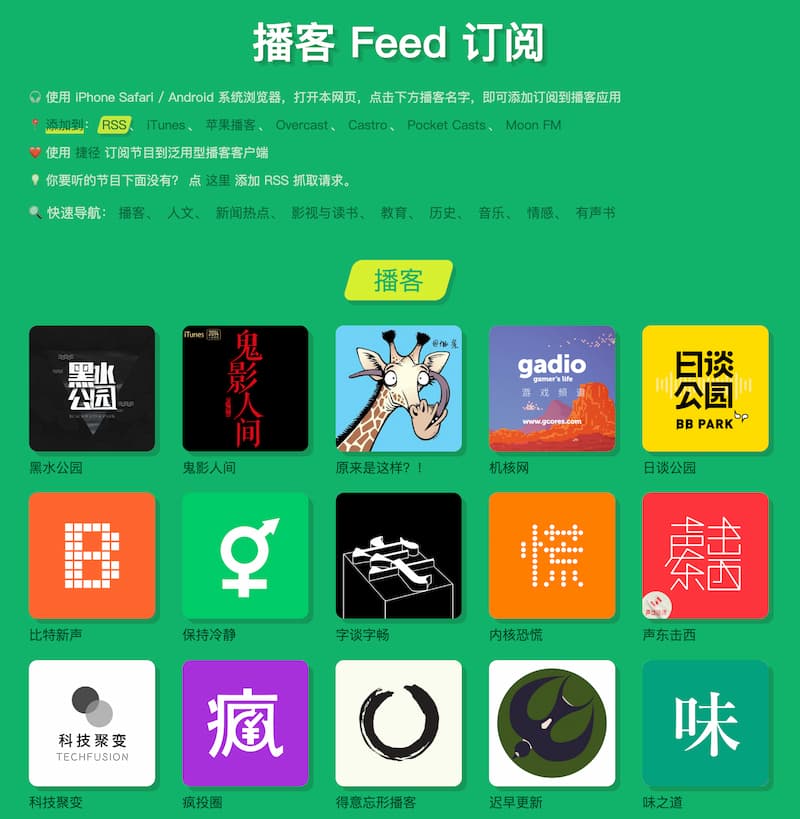 播客 Feed 订阅
🎧 使用 iPhone Safari / Android 系统浏览器，打开本网页，点击下方播客名字，即可添加订阅到播客应用
📍 添加到： RSS、 iTunes、 苹果播客、 Overcast、 Castro、 Pocket Casts、 Moon FM
❤️ 使用 捷径 订阅节目到泛用型播客客户端
💡 你要听的节目下面没有？ 点 这里 添加 RSS 抓取请求。
🔍 快速导航： 播客、 人文、 新闻热点、 影视与读书、 教育、 历史、 音乐、 情感、 有声书
播客
黑水
公园
iTunes
鬼影人间
gadio
gamer's life
游戏频道
www.gcores.com
日谈
公园
BB PARK
黑水公园
鬼影人间
原来是这样？！
机核网
日谈公园
B
字
慌
声东击西
比特新声
保持冷静
字谈字畅
内核恐慌
声东击西
科技聚变
TECHFUSION
疯
味
科技聚变
疯投圈
得意忘形播客
迟早更新
味之道